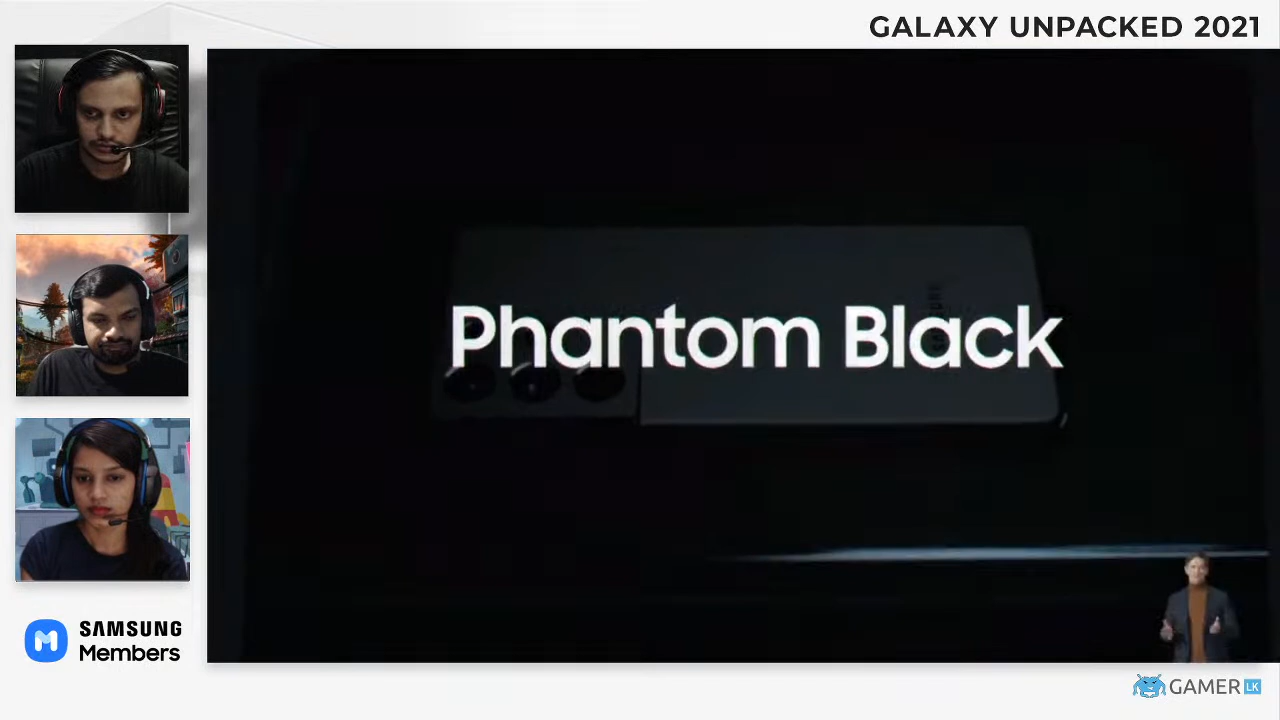 GALAXY UNPACKED 2021
Phantom Black
SAMSUNG
Members
GAMER LK